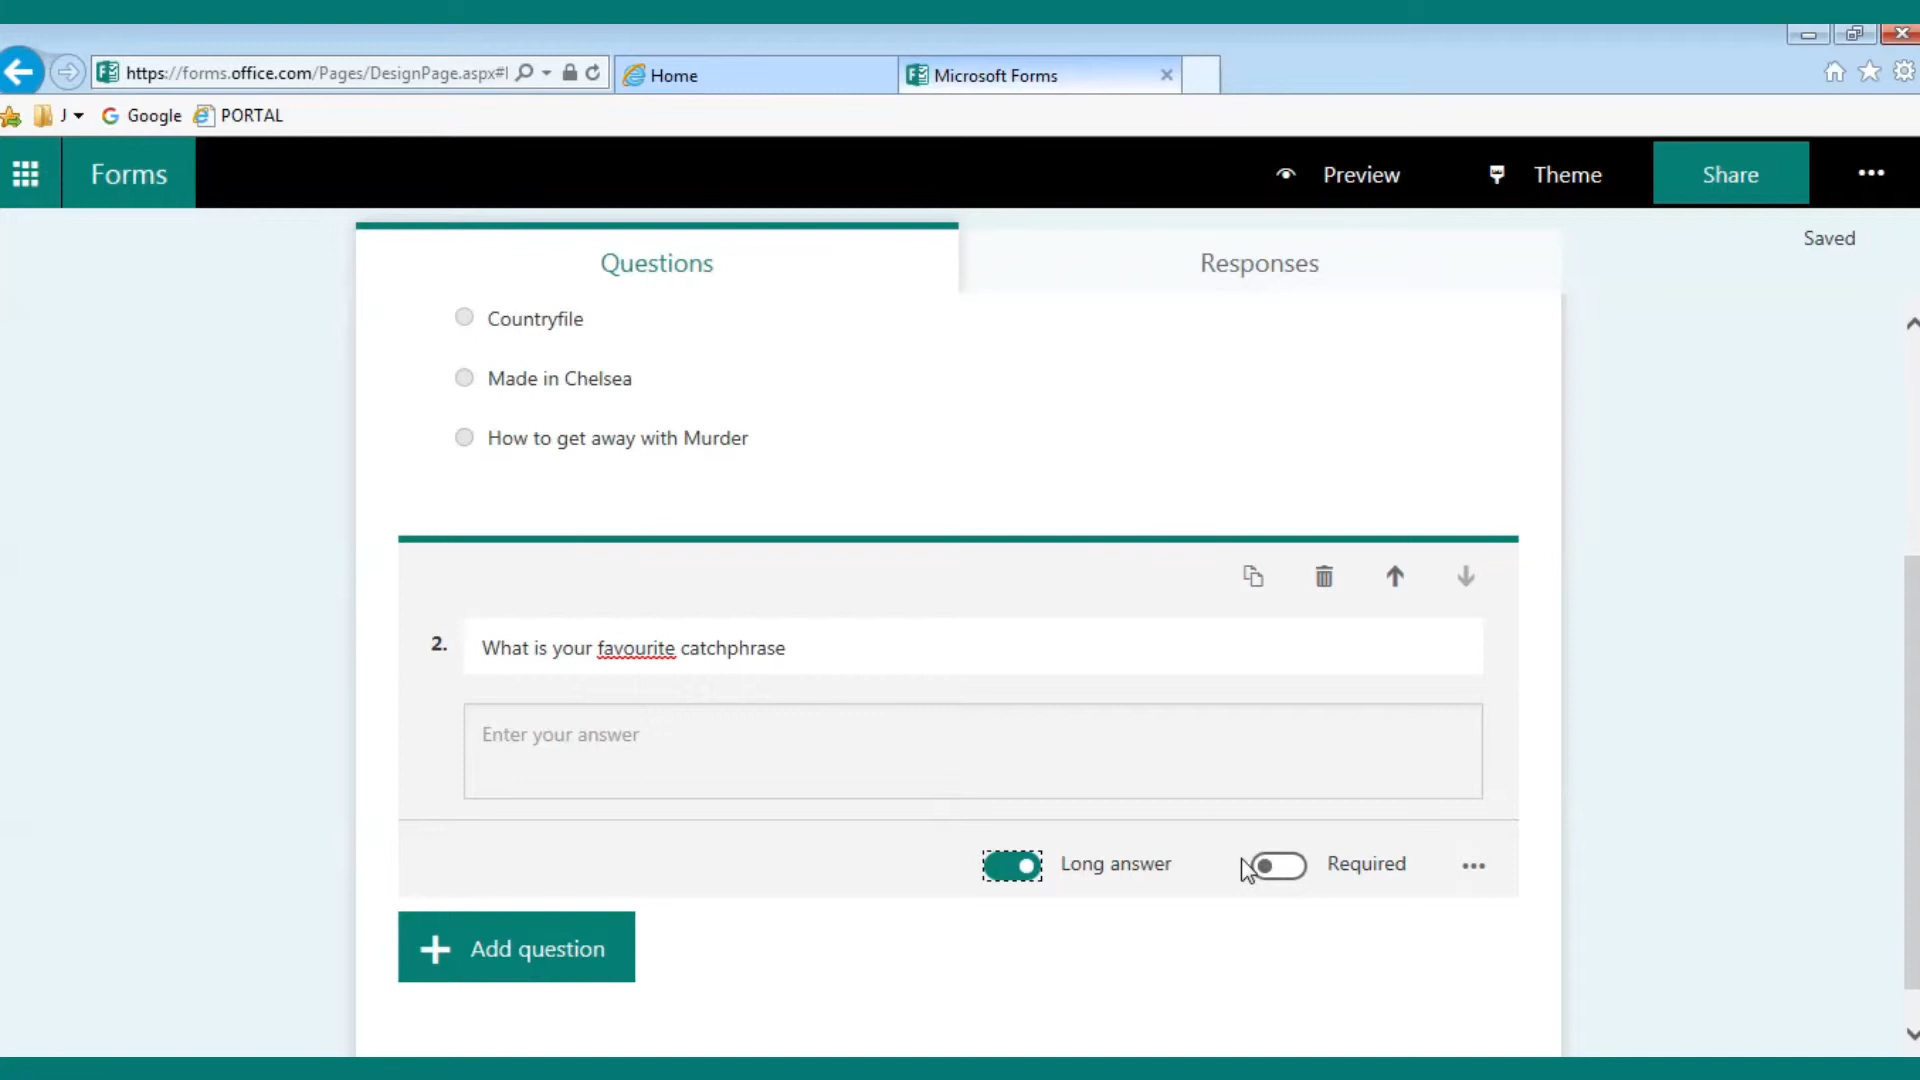 https://forms.office.com/Pages/DesignPage.aspx#
Home
Microsoft Forms
J
Google
PORTAL
Forms
Preview
Theme
Share
Questions
Responses
Saved
Countryfile
Made in Chelsea
How to get away with Murder
2.
What is your favourite catchphrase
Enter your answer
Long answer
Required
Add question